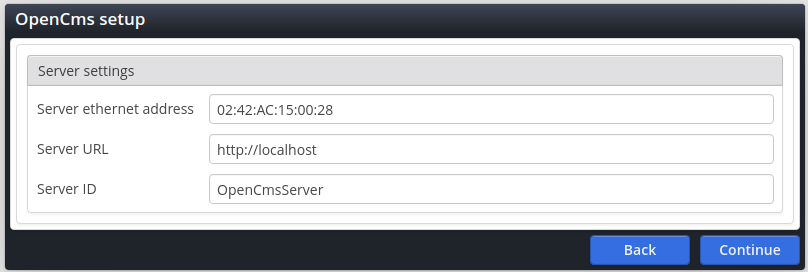 OpenCms setup
Server settings
Server ethernet address 02:42:AC:15:00:28
Server URL http://localhost
Server ID OpenCmsServer
Back Continue